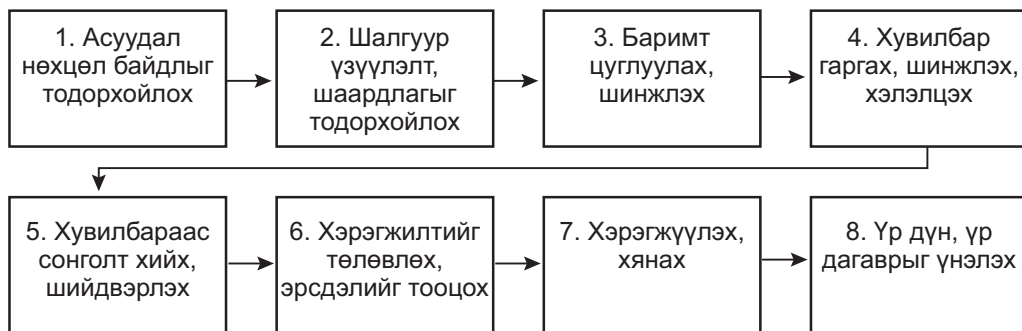 1. Асуудал
нөхцөл байдлыг
тодорхойлох
2. Шалгуур
үзүүлэлт,
шаардлагыг
тодорхойлох
3. Баримт
цуглуулах,
шинжлэх
4. Хувилбар
гаргах, шинжлэх,
хэлэлцэх
5. Хувилбараас
сонголт хийх,
шийдвэрлэх
6. Хэрэгжилтийг
төлөвлөх,
эрсдэлийг тооцох
7. Хэрэгжүүлэх,
хянах
8. Үр дүн, үр
дагаврыг үнэлэх